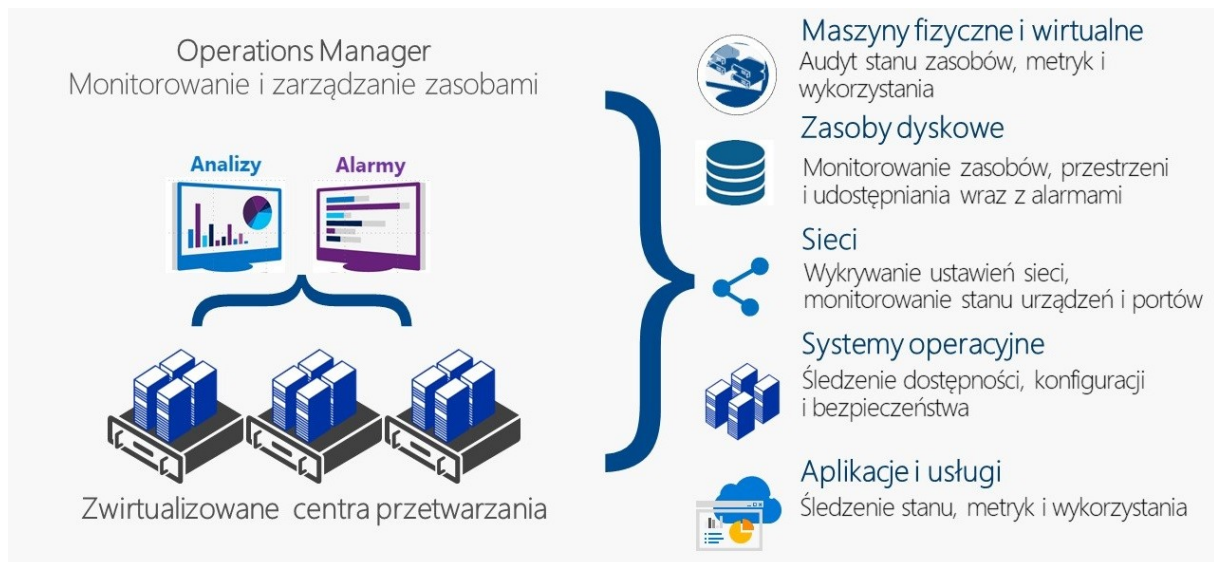 Operations Manager
Monitorowanie i zarządzanie zasobami
Analizy
Alarmy
Zwirtualizowane centra przetwarzania
Maszyny fizyczne i wirtualne
Audyt stanu zasobów, metryk i
wykorzystania
Zasoby dyskowe
Monitorowanie zasobów, przestrzeni
i udostępniania wraz z alarmami
Sieci
Wykrywanie ustawień sieci,
monitorowanie stanu urządzeń i portów
Systemy operacyjne
Śledzenie dostępności, konfiguracji
i bezpieczeństwa
Aplikacje i usługi
Śledzenie stanu, metryk i wykorzystania